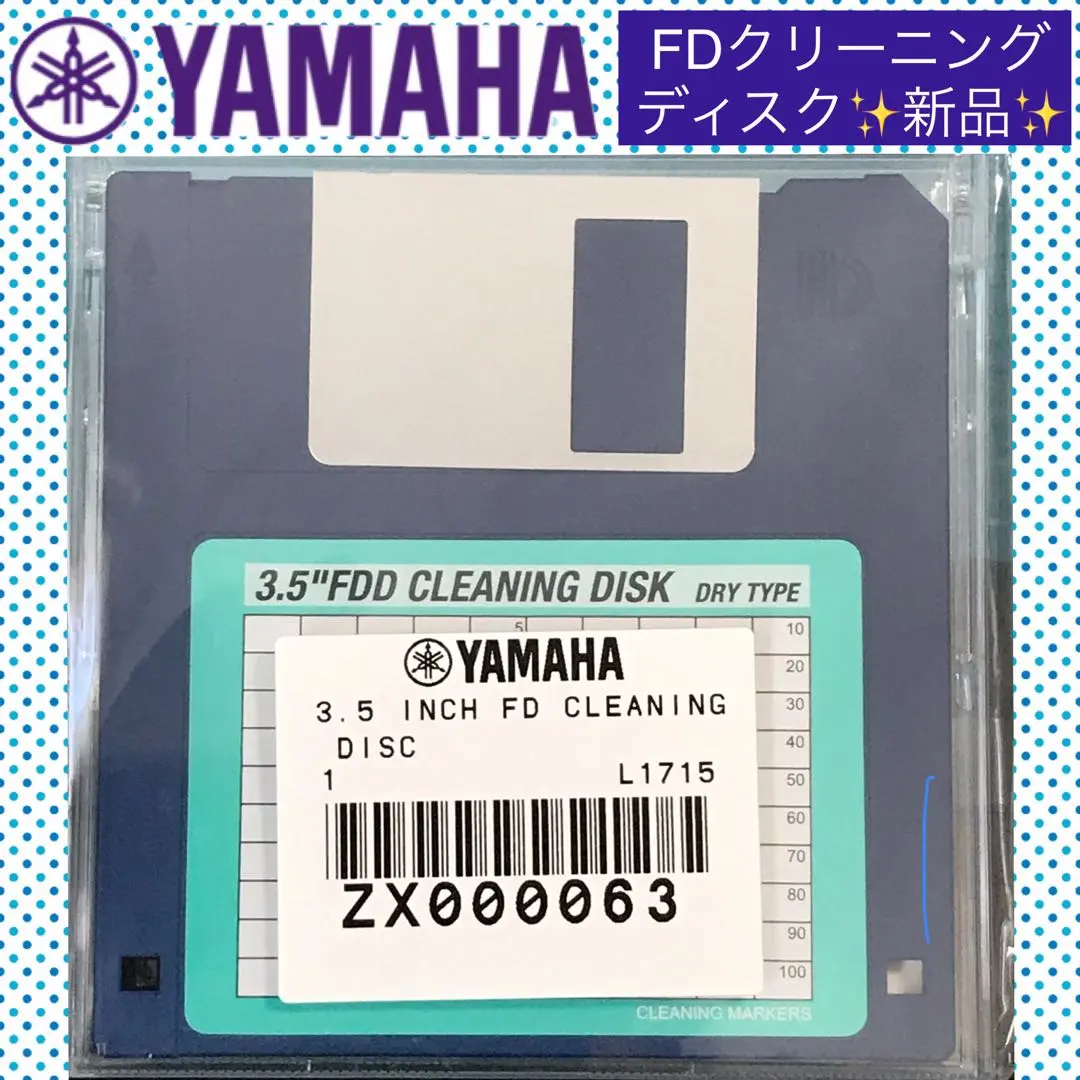 YAMAHA
FDクリーニング
ディスク✨新品✨
3.5"FDD CLEANING DISK DRY TYPE
5
10
20
30
40
50
60
70
80
90
100
YAMAHA
3.5 INCH FD CLEANING
DISC
1 L1715
ZX000063
CLEANING MARKERS